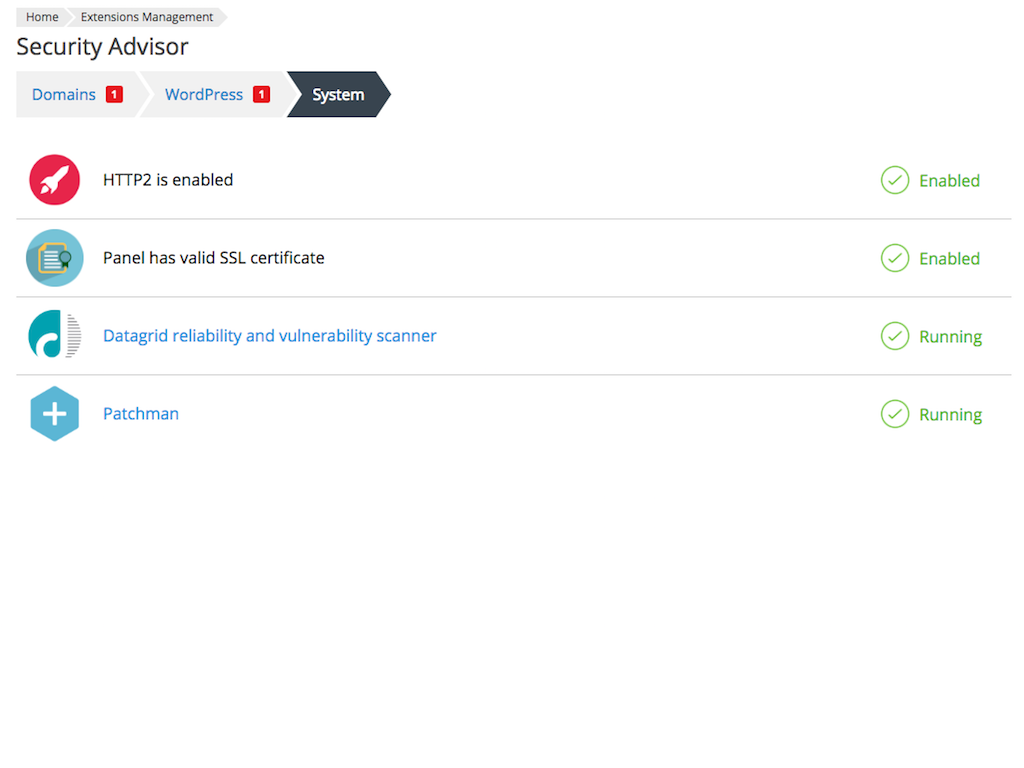 Home Extensions Management
Security Advisor
Domains 1 WordPress 1 System
HTTP2 is enabled Enabled
Panel has valid SSL certificate Enabled
Datagrid reliability and vulnerability scanner Running
Patchman Running